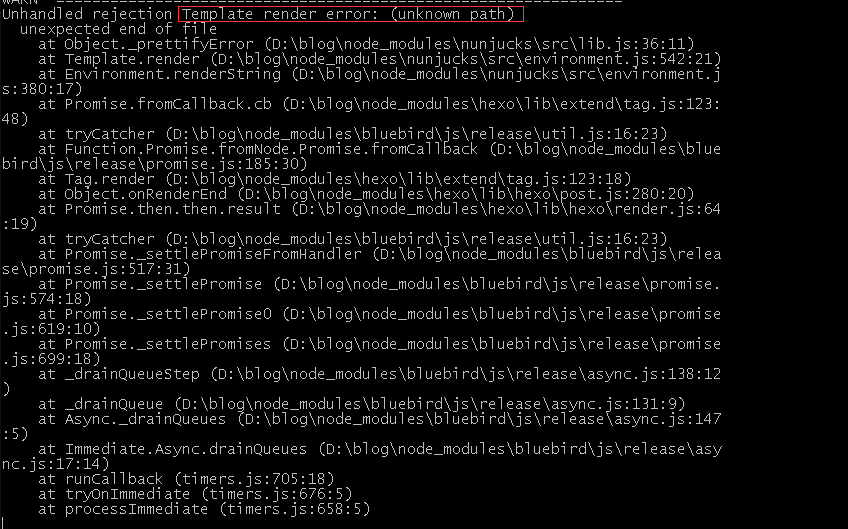 WARN  ===============================================================
Unhandled rejection Template render error: (unknown path)
  unexpected end of file
    at Object._prettifyError (D:\blog\node_modules\nunjucks\src\lib.js:36:11)
    at Template.render (D:\blog\node_modules\nunjucks\src\environment.js:542:21)
    at Environment.renderString (D:\blog\node_modules\nunjucks\src\environment.j
s:380:17)
    at Promise.fromCallback.cb (D:\blog\node_modules\hexo\lib\extend\tag.js:123:
48)
    at tryCatcher (D:\blog\node_modules\bluebird\js\release\util.js:16:23)
    at Function.Promise.fromNode.Promise.fromCallback (D:\blog\node_modules\blue
bird\js\release\promise.js:185:30)
    at Tag.render (D:\blog\node_modules\hexo\lib\extend\tag.js:123:18)
    at Object.onRenderEnd (D:\blog\node_modules\hexo\lib\hexo\post.js:280:20)
    at Promise.then.then.result (D:\blog\node_modules\hexo\lib\hexo\render.js:64
:19)
    at tryCatcher (D:\blog\node_modules\bluebird\js\release\util.js:16:23)
    at Promise._settlePromiseFromHandler (D:\blog\node_modules\bluebird\js\relea
se\promise.js:517:31)
    at Promise._settlePromise (D:\blog\node_modules\bluebird\js\release\promise.
js:574:18)
    at Promise._settlePromise0 (D:\blog\node_modules\bluebird\js\release\promise
.js:619:10)
    at Promise._settlePromises (D:\blog\node_modules\bluebird\js\release\promise
.js:699:18)
    at _drainQueueStep (D:\blog\node_modules\bluebird\js\release\async.js:138:12
)
    at _drainQueue (D:\blog\node_modules\bluebird\js\release\async.js:131:9)
    at Async._drainQueues (D:\blog\node_modules\bluebird\js\release\async.js:147
:5)
    at Immediate.Async.drainQueues (D:\blog\node_modules\bluebird\js\release\asy
nc.js:17:14)
    at runCallback (timers.js:705:18)
    at tryOnImmediate (timers.js:676:5)
    at processImmediate (timers.js:658:5)